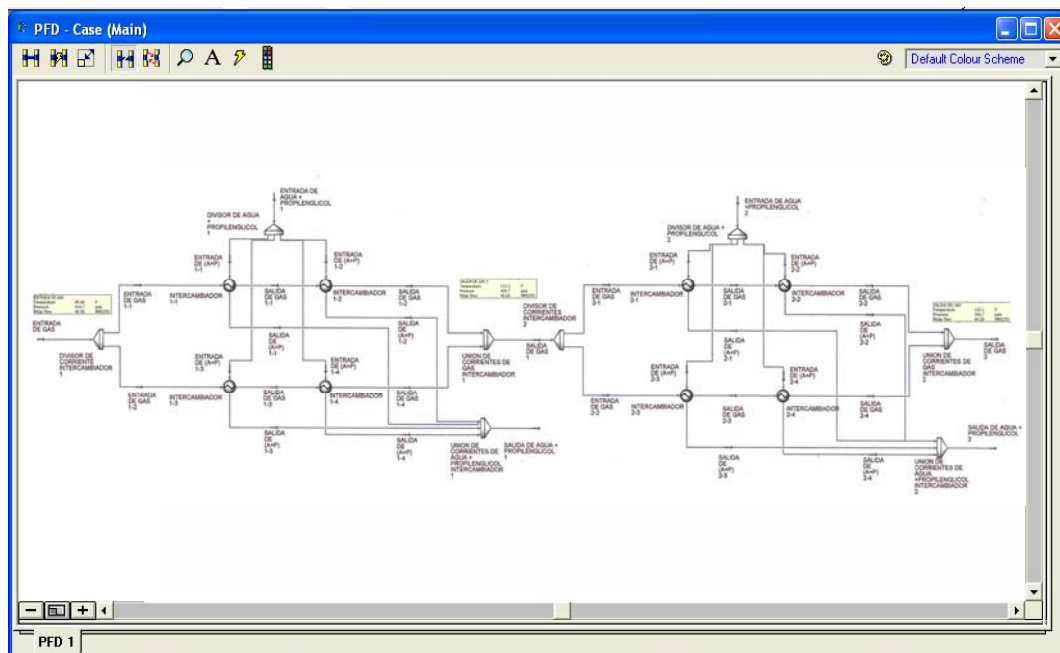 PFD - Case (Main)
A
Default Colour Scheme
ENTRADA DE
AGUA +
PROPILENGLICOL
1
DIVISOR DE AGUA
+
PROPILENGLICOL
1
ENTRADA
DE (A+P)
1-1
ENTRADA
DE (A+P)
1-2
ENTRADA
DE GAS
ENTRADA
DE GAS
1-1
INTERCAMBIADOR
1-1
SALIDA
DE GAS
1-1
INTERCAMBIADOR
1-2
SALIDA
DE GAS
1-2
DIVISOR DE
CORRIENTE
INTERCAMBIADOR
1
SALIDA
DE
(A+P)
1-1
SALIDA
DE
(A+P)
1-2
ENTRADA
DE (A+P)
1-3
ENTRADA
DE (A+P)
1-4
ENTRADA
DE GAS
1-2
INTERCAMBIADOR
1-3
SALIDA
DE GAS
1-3
INTERCAMBIADOR
1-4
SALIDA
DE GAS
1-4
SALIDA
DE
(A+P)
1-3
SALIDA
DE
(A+P)
1-4
UNION DE
CORRIENTES DE
GAS
INTERCAMBIADOR
1
UNION DE
CORRIENTES DE
AGUA +
PROPILENGLICOL
INTERCAMBIADOR
1
SALIDA DE AGUA +
PROPILENGLICOL
1
DIVISOR DE
CORRIENTES
INTERCAMBIADOR
2
SALIDA
DE GAS
1
ENTRADA DE AGUA
+PROPILENGLICOL
2
DIVISOR DE AGUA +
PROPILENGLICOL
2
ENTRADA
DE (A+P)
2-1
ENTRADA
DE (A+P)
2-2
ENTRADA
DE GAS
2-1
INTERCAMBIADOR
2-1
SALIDA
DE GAS
2-1
INTERCAMBIADOR
2-2
SALIDA
DE GAS
2-2
SALIDA
DE
(A+P)
2-1
SALIDA
DE
(A+P)
2-2
ENTRADA
DE (A+P)
2-3
ENTRADA
DE (A+P)
2-4
ENTRADA
DE GAS
2-2
INTERCAMBIADOR
2-3
SALIDA
DE GAS
2-3
INTERCAMBIADOR
2-4
SALIDA
DE GAS
2-4
SALIDA
DE
(A+P)
2-3
SALIDA
DE
(A+P)
2-4
UNION DE
CORRIENTES DE
GAS
INTERCAMBIADOR
2
SALIDA
DE GAS
2
SALIDA DE AGUA +
PROPILENGLICOL
2
UNION DE
CORRIENTES DE
AGUA
+PROPILENGLICOL
INTERCAMBIADOR
2
PFD 1